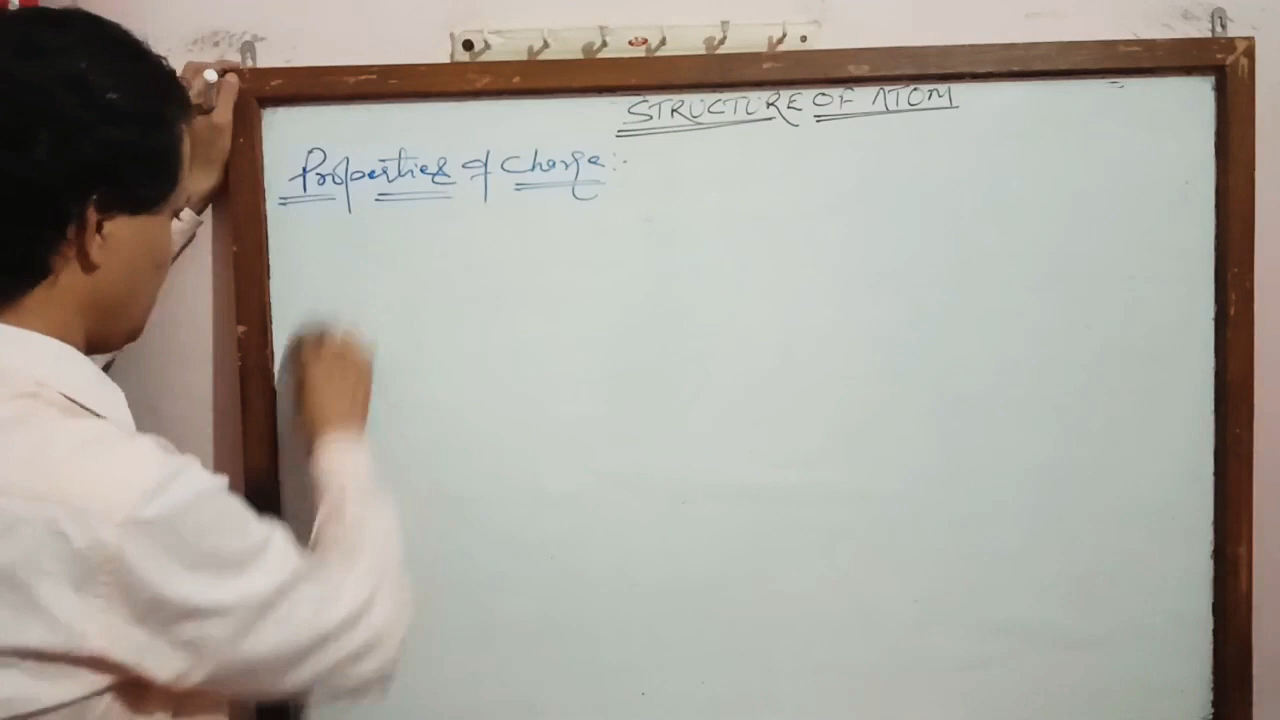 STRUCTURE OF ATOM
Properties of Charge:-